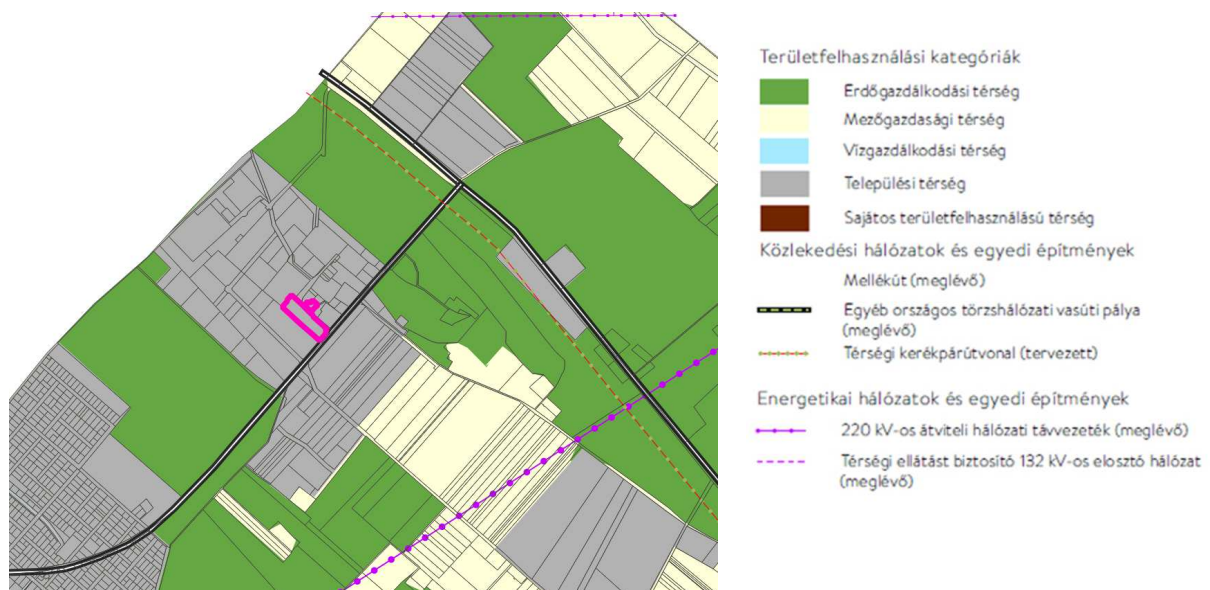 Területfelhasználási kategóriák
Erdőgazdálkodási térség
Mezőgazdasági térség
Vízgazdálkodási térség
Települési térség
Sajátos területfelhasználású térség
Közlekedési hálózatok és egyedi építmények
Mellékút (meglévő)
Egyéb országos törzshálózati vasúti pálya
(meglévő)
Térségi kerékpárútvonal (tervezett)
Energetikai hálózatok és egyedi építmények
220 kV-os átviteli hálózati távvezeték (meglévő)
Térségi ellátást biztosító 132 kV-os elosztó hálózat
(meglévő)